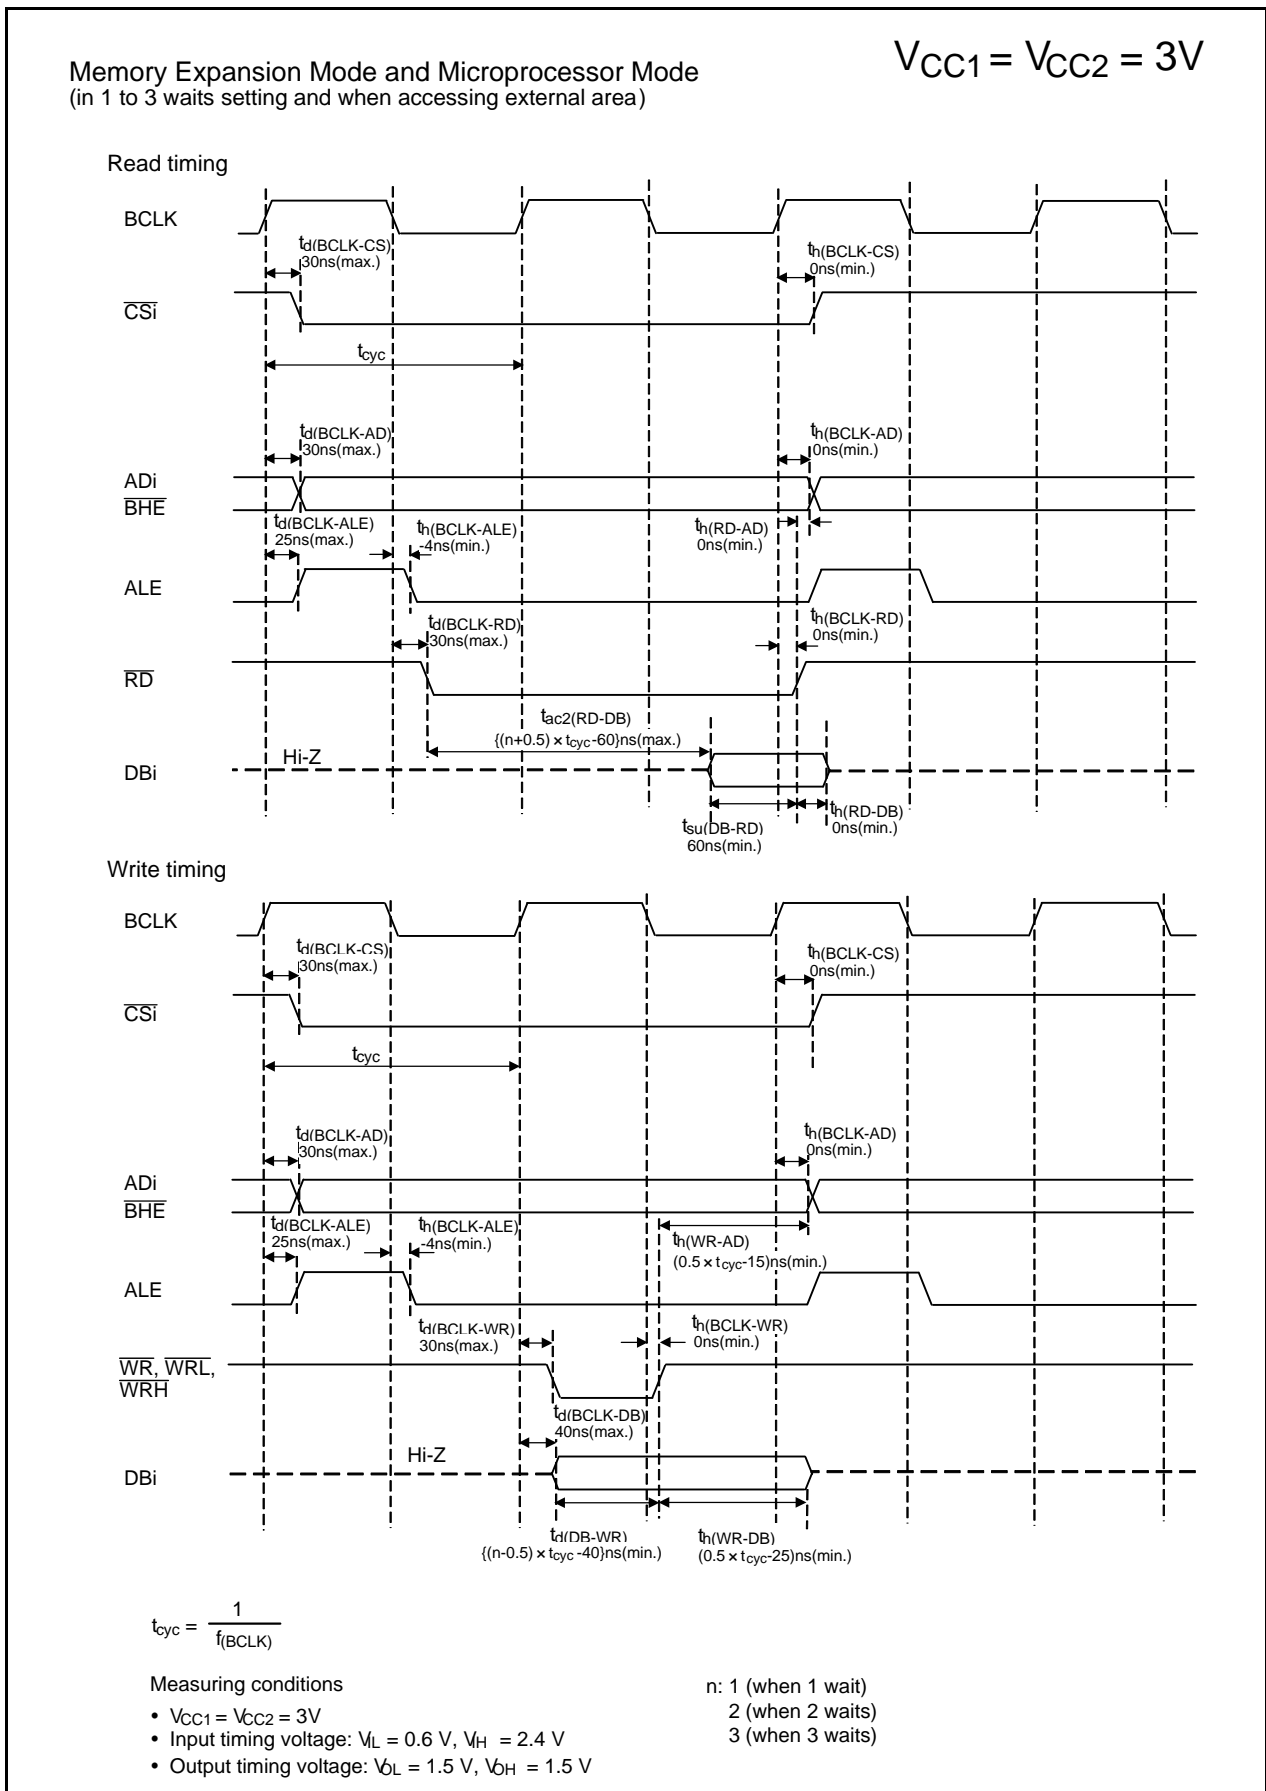 VCC1 = VCC2 = 3V
Memory Expansion Mode and Microprocessor Mode
(in 1 to 3 waits setting and when accessing external area)
Read timing
BCLK
td(BCLK-CS)
30ns(max.)
th(BCLK-CS)
0ns(min.)
CSi
tcyc
td(BCLK-AD)
30ns(max.)
th(BCLK-AD)
0ns(min.)
ADi
BHE
td(BCLK-ALE)
25ns(max.)
th(BCLK-ALE)
-4ns(min.)
th(RD-AD)
0ns(min.)
ALE
td(BCLK-RD)
30ns(max.)
th(BCLK-RD)
0ns(min.)
RD
tac2(RD-DB)
{(n+0.5) × tcyc-60}ns(max.)
Hi-Z
DBi
tsu(DB-RD)
60ns(min.)
th(RD-DB)
0ns(min.)
Write timing
BCLK
td(BCLK-CS)
30ns(max.)
th(BCLK-CS)
0ns(min.)
CSi
tcyc
td(BCLK-AD)
30ns(max.)
th(BCLK-AD)
0ns(min.)
ADi
BHE
td(BCLK-ALE)
25ns(max.)
th(BCLK-ALE)
-4ns(min.)
th(WR-AD)
(0.5 × tcyc-15)ns(min.)
ALE
td(BCLK-WR)
30ns(max.)
th(BCLK-WR)
0ns(min.)
WR, WRL,
WRH
td(BCLK-DB)
40ns(max.)
Hi-Z
DBi
td(DB-WR)
{(n-0.5) × tcyc -40}ns(min.)
th(WR-DB)
(0.5 × tcyc-25)ns(min.)
tcyc = 1
f(BCLK)
Measuring conditions
• VCC1 = VCC2 = 3V
• Input timing voltage: VIL = 0.6 V, VIH = 2.4 V
• Output timing voltage: VOL = 1.5 V, VOH = 1.5 V
n: 1 (when 1 wait)
2 (when 2 waits)
3 (when 3 waits)